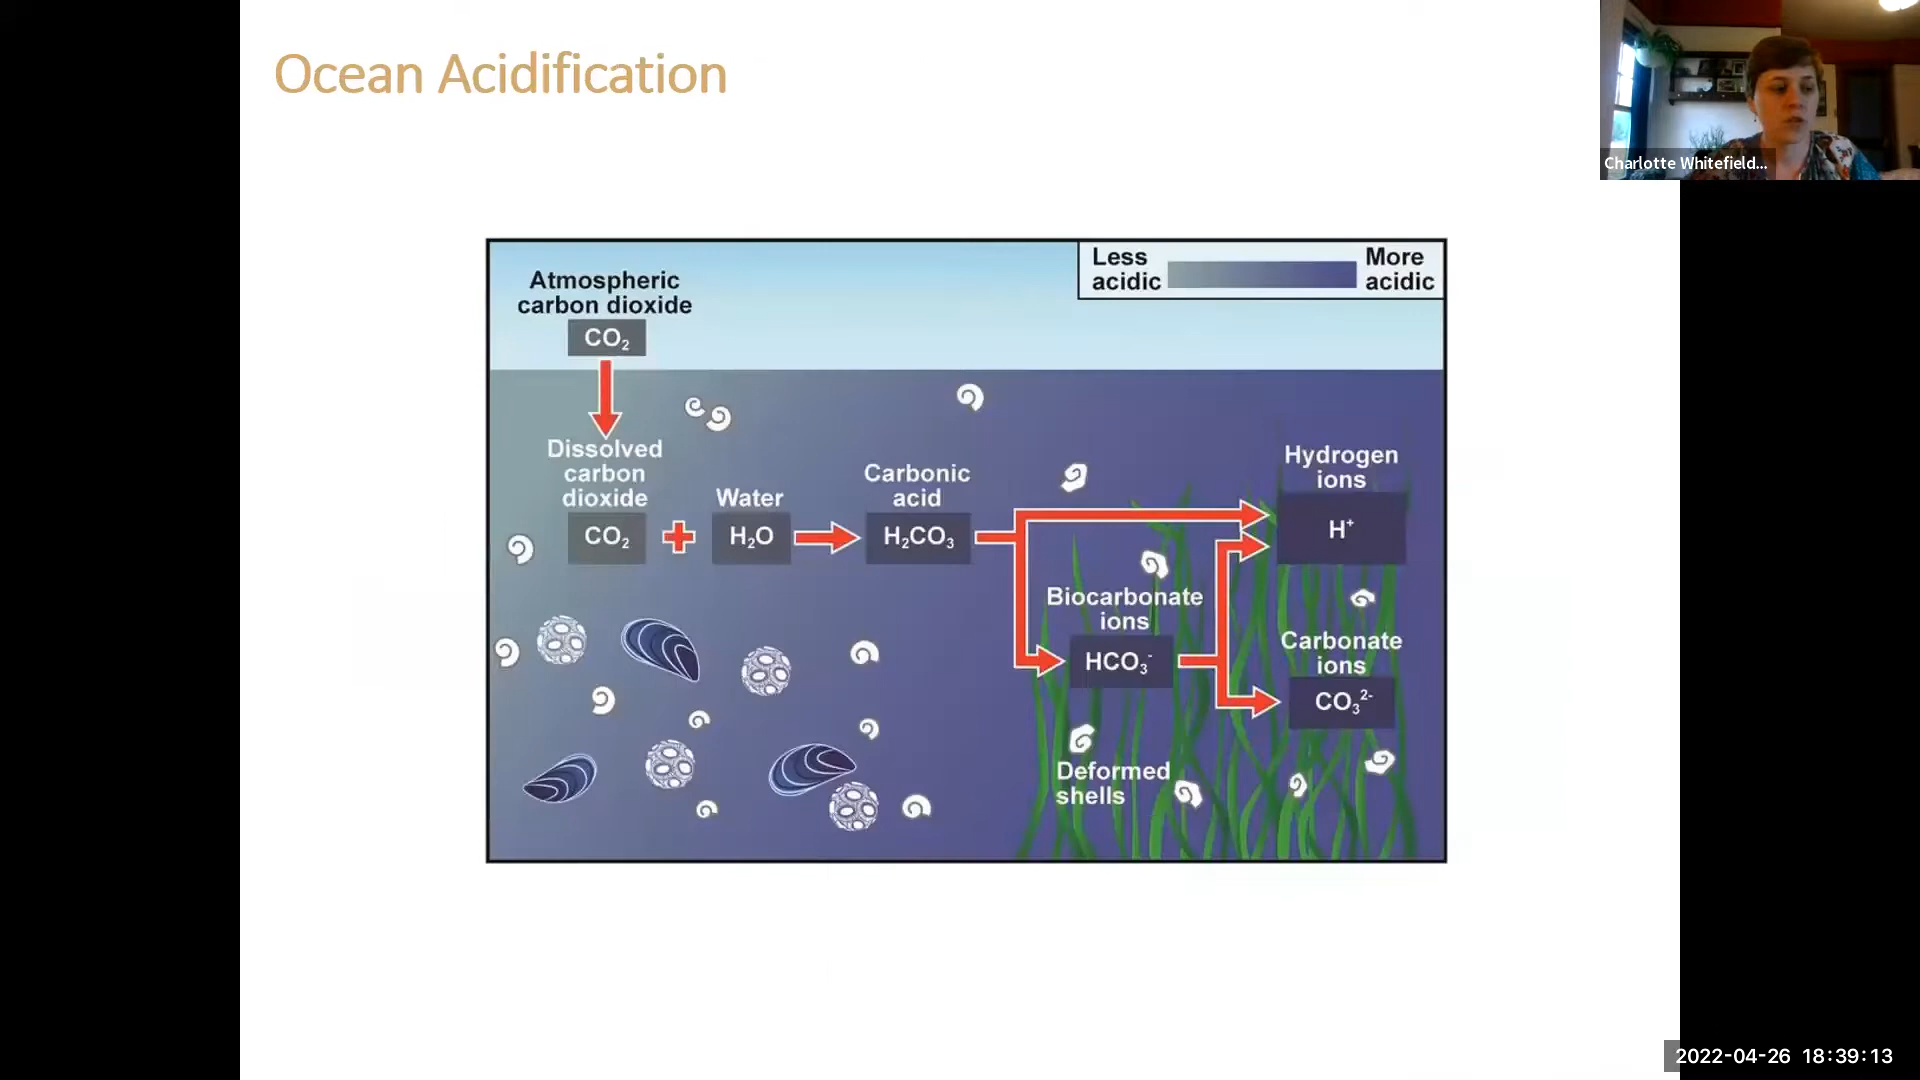 Ocean Acidification
Charlotte Whitefield...
Less
acidic
More
acidic
Atmospheric
carbon dioxide
CO₂
Dissolved
carbon
dioxide
CO₂
+
Water
H₂O
Carbonic
acid
H₂CO₃
Hydrogen
ions
H⁺
Biocarbonate
ions
HCO₃⁻
Carbonate
ions
CO₃²⁻
Deformed
shells
2022-04-26 18:39:13